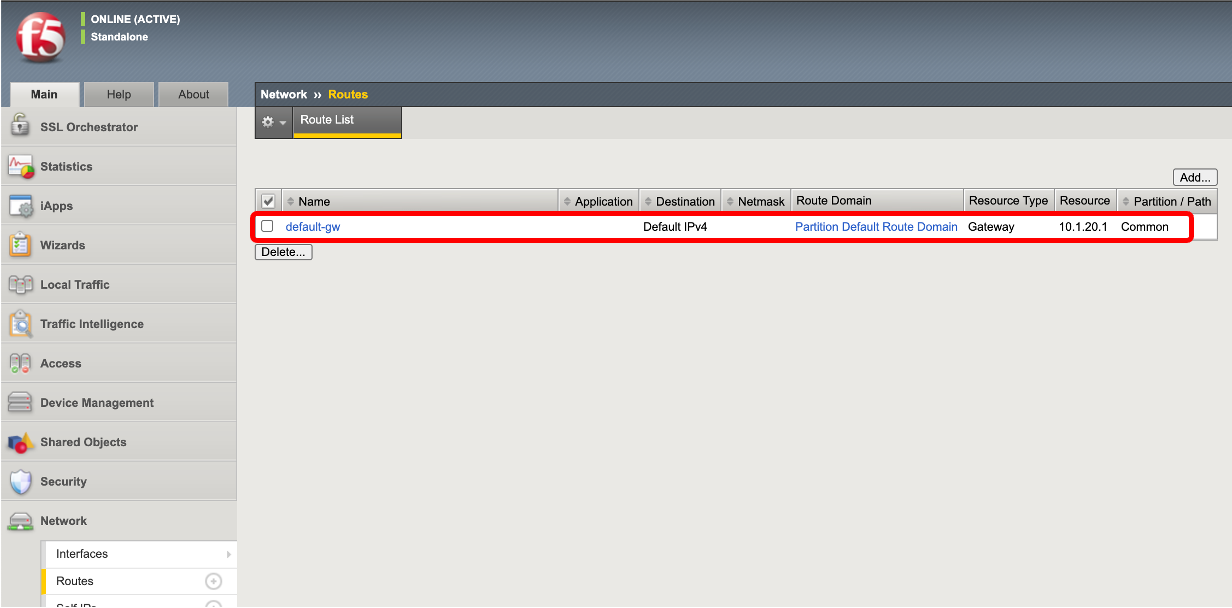 f5
ONLINE (ACTIVE)
Standalone
Main Help About
Network » Routes
Route List
SSL Orchestrator
Statistics
iApps
Wizards
Local Traffic
Traffic Intelligence
Access
Device Management
Shared Objects
Security
Network
Interfaces
Routes
Self IPs
Add...
Name Application Destination Netmask Route Domain Resource Type Resource Partition / Path
default-gw Default IPv4 Partition Default Route Domain Gateway 10.1.20.1 Common
Delete...